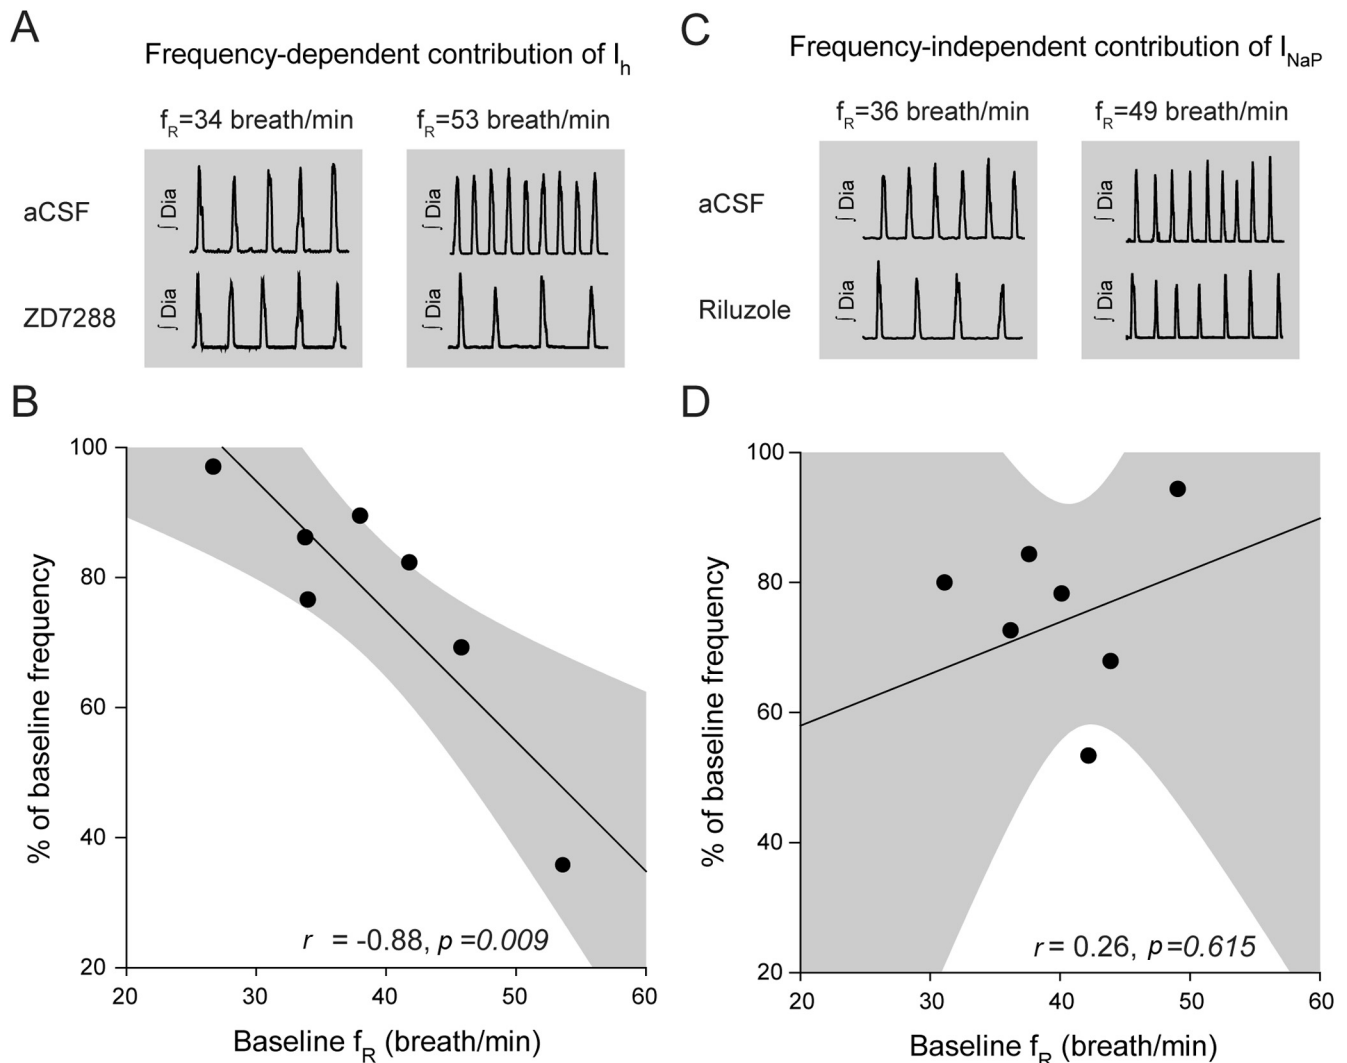 A
Frequency-dependent contribution of Ih
fR=34 breath/min
fR=53 breath/min
aCSF
∫ Dia
∫ Dia
ZD7288
∫ Dia
∫ Dia
C
Frequency-independent contribution of INaP
fR=36 breath/min
fR=49 breath/min
aCSF
∫ Dia
∫ Dia
Riluzole
∫ Dia
∫ Dia
B
% of baseline frequency
100
80
60
40
20
r = -0.88, p=0.009
20 30 40 50 60
Baseline fR (breath/min)
D
% of baseline frequency
100
80
60
40
20
r = 0.26, p=0.615
20 30 40 50 60
Baseline fR (breath/min)